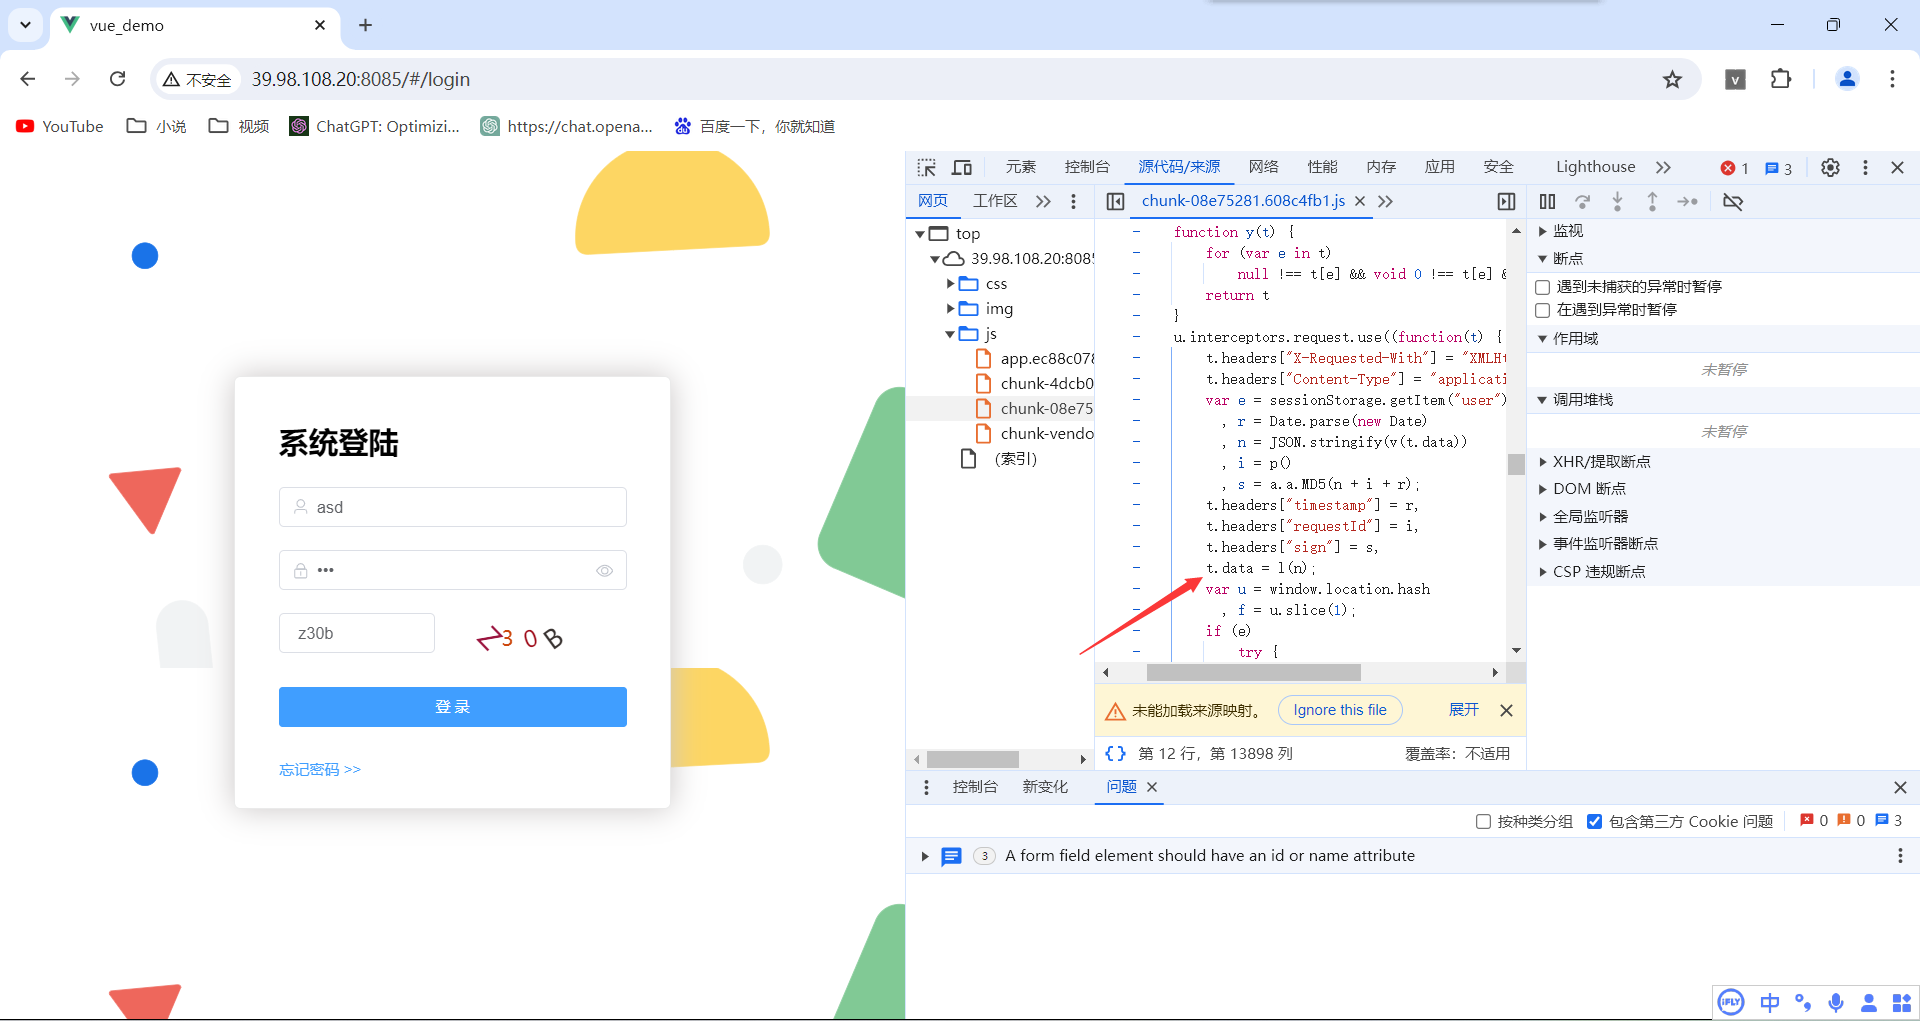 vue_demo
不安全
39.98.108.20:8085/#/login
YouTube
小说
视频
ChatGPT: Optimizi...
https://chat.opena...
百度一下，你就知道
系统登陆
asd
•••
z30b
Z3 0 B
登 录
忘记密码 >>
元素
控制台
源代码/来源
网络
性能
内存
应用
安全
Lighthouse
1
3
网页
工作区
chunk-08e75281.608c4fb1.js
top
39.98.108.20:808
css
img
js
app.ec88c078
chunk-4dcb0
chunk-08e75
chunk-vendo
(索引)
function y(t) {
for (var e in t)
null !== t[e] && void 0 !== t[e] &
return t
}
u.interceptors.request.use((function(t) {
t.headers["X-Requested-With"] = "XMLHt
t.headers["Content-Type"] = "applicati
var e = sessionStorage.getItem("user")
, r = Date.parse(new Date)
, n = JSON.stringify(v(t.data))
, i = p()
, s = a.a.MD5(n + i + r);
t.headers["timestamp"] = r,
t.headers["requestId"] = i,
t.headers["sign"] = s,
t.data = l(n);
var u = window.location.hash
, f = u.slice(1);
if (e)
try {
未能加载来源映射。
Ignore this file
展开
{} 第 12 行，第 13898 列
覆盖率：不适用
监视
断点
遇到未捕获的异常时暂停
在遇到异常时暂停
作用域
未暂停
调用堆栈
未暂停
XHR/提取断点
DOM 断点
全局监听器
事件监听器断点
CSP 违规断点
控制台
新变化
问题
按种类分组
包含第三方 Cookie 问题
0
0
3
3
A form field element should have an id or name attribute
iFLY
中